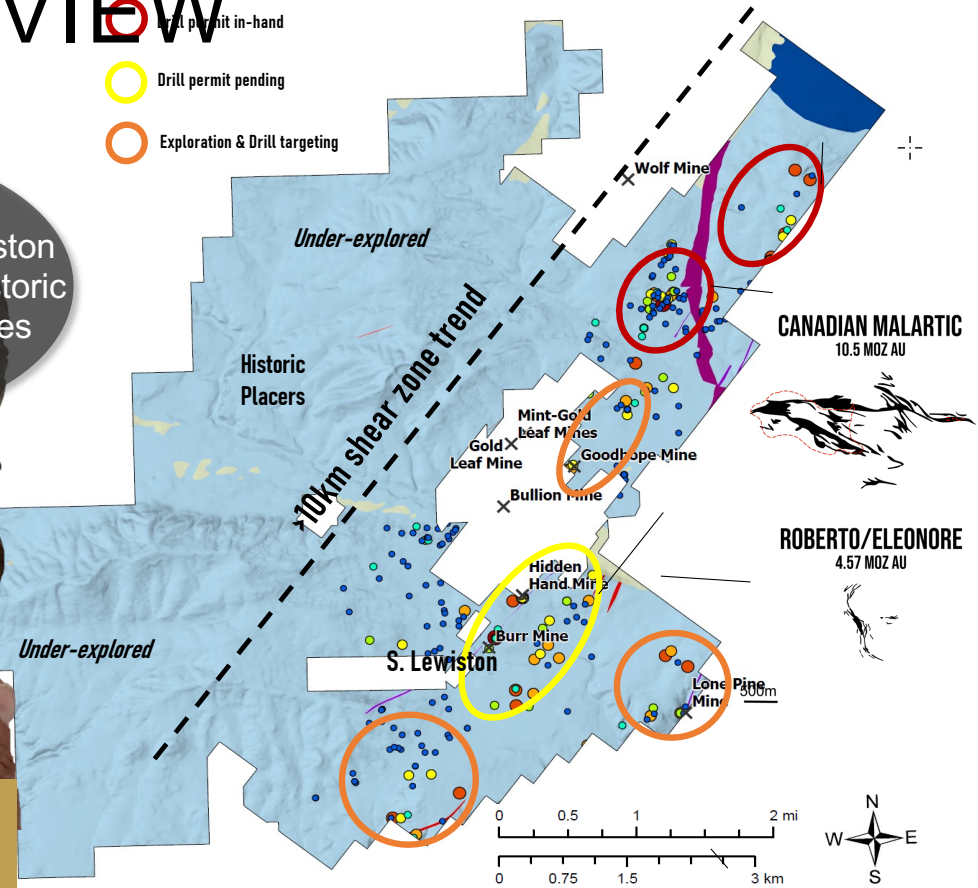 VIEW
Drill permit in-hand
Drill permit pending
Exploration & Drill targeting
Wolf Mine
Under-explored
10km shear zone trend
Historic
Placers
CANADIAN MALARTIC
10.5 MOZ AU
Mint-Gold
Leaf Mines
Gold
Leaf Mine
Goodhope Mine
Bullion Mine
ROBERTO/ELEONORE
4.57 MOZ AU
Hidden
Hand Mine
Burr Mine
Under-explored
S. Lewiston
Lone Pine
Mine
500m
0 0.5 1 2 mi
0 0.75 1.5 3 km
N
W E
S